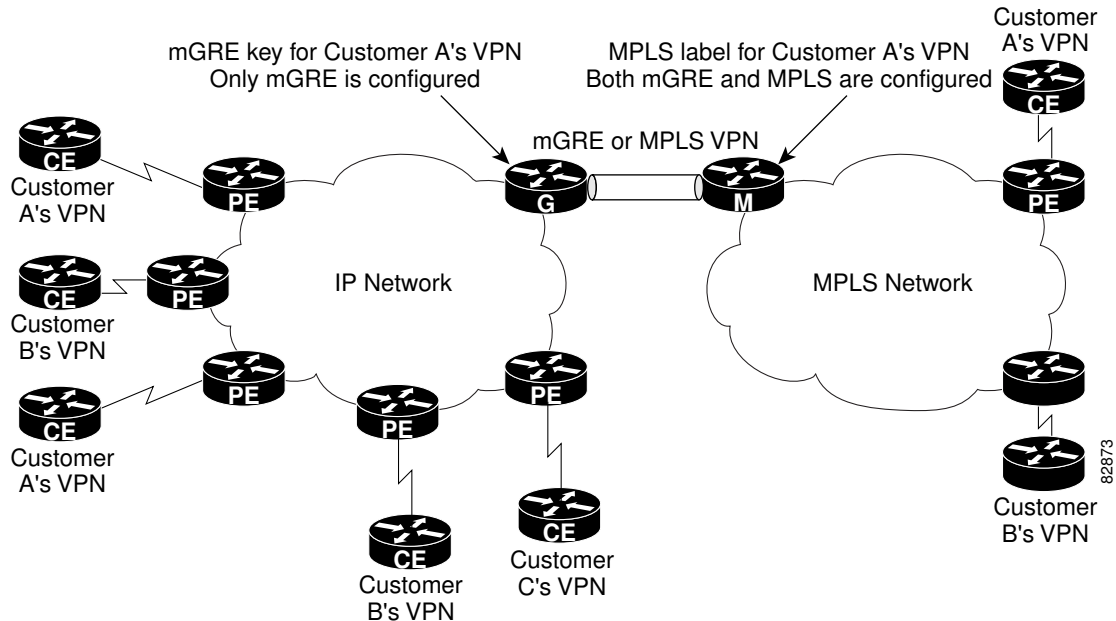 mGRE key for Customer A's VPN
Only mGRE is configured
MPLS label for Customer A's VPN
Both mGRE and MPLS are configured
Customer
A's VPN
CE
mGRE or MPLS VPN
CE
Customer
A's VPN
PE
G
M
PE
CE
Customer
B's VPN
PE
IP Network
MPLS Network
CE
Customer
A's VPN
PE
PE
PE
CE
Customer
B's VPN
CE
Customer
C's VPN
Customer
B's VPN
82873